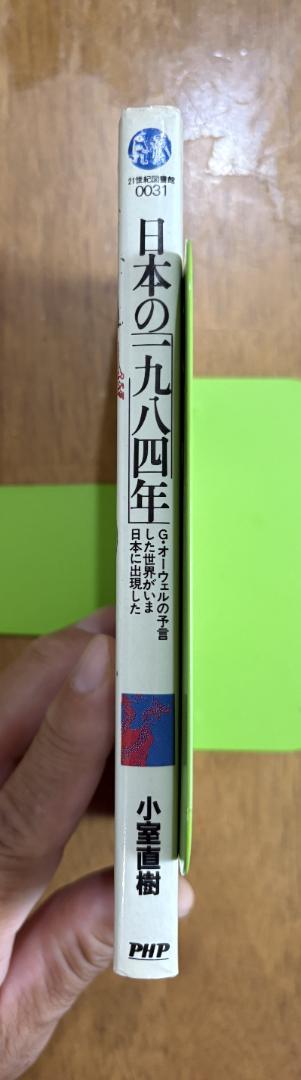 21世紀図書館
0031
日本の「一九八四年」
G・オーウェルの予言
した世界がいま
日本に出現した
小室直樹
PHP